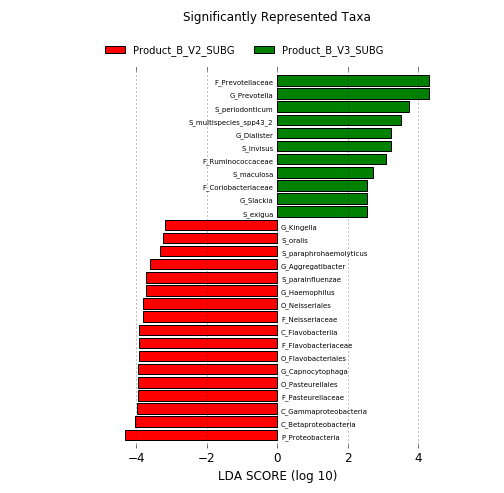 Significantly Represented Taxa
Product_B_V2_SUBG Product_B_V3_SUBG
F_Prevotellaceae
G_Prevotella
S_periodonticum
S_multispecies_spp43_2
G_Dialister
S_invisus
F_Ruminococcaceae
S_maculosa
F_Coriobacteriaceae
G_Slackia
S_exigua
G_Kingella
S_oralis
S_paraphrohaemolyticus
G_Aggregatibacter
S_parainfluenzae
G_Haemophilus
O_Neisseriales
F_Neisseriaceae
C_Flavobacteriia
F_Flavobacteriaceae
O_Flavobacteriales
G_Capnocytophaga
O_Pasteurellales
F_Pasteurellaceae
C_Gammaproteobacteria
C_Betaproteobacteria
P_Proteobacteria
−4 −2 0 2 4
LDA SCORE (log 10)